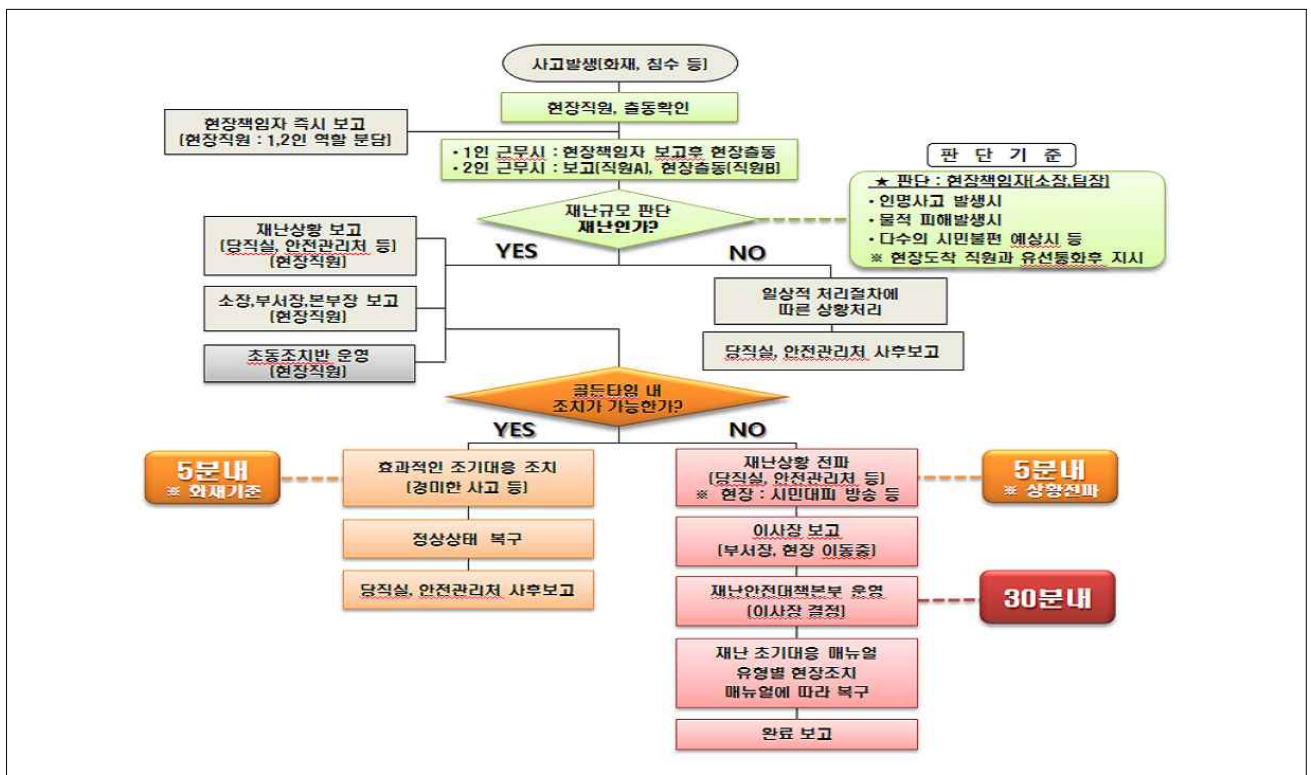 사고발생(화재, 침수 등)
현장직원, 출동확인
현장책임자 즉시 보고
(현장직원 : 1,2인 역할 분담)
• 1인 근무시 : 현장책임자 보고후 현장출동
• 2인 근무시 : 보고(직원A), 현장출동(직원B)
판 단 기 준
★ 판단 : 현장책임자(소장,팀장)
• 인명사고 발생시
• 물적 피해발생시
• 다수의 시민불편 예상시 등
※ 현장도착 직원과 유선통화후 지시
재난규모 판단
재난인가?
YES
NO
재난상황 보고
(당직실, 안전관리처 등)
(현장직원)
소장,부서장,본부장 보고
(현장직원)
초동조치반 운영
(현장직원)
일상적 처리절차에
따른 상황처리
당직실, 안전관리처 사후보고
골든타임 내
조치가 가능한가?
YES
NO
5분내
※ 화재기준
효과적인 조기대응 조치
(경미한 사고 등)
정상상태 복구
당직실, 안전관리처 사후보고
재난상황 전파
(당직실, 안전관리처 등)
※ 현장 : 시민대피 방송 등
5분내
※ 상황전파
이사장 보고
(부서장, 현장 이동중)
재난안전대책본부 운영
(이사장 결정)
30분내
재난 초기대응 매뉴얼
유형별 현장조치
매뉴얼에 따라 복구
완료 보고